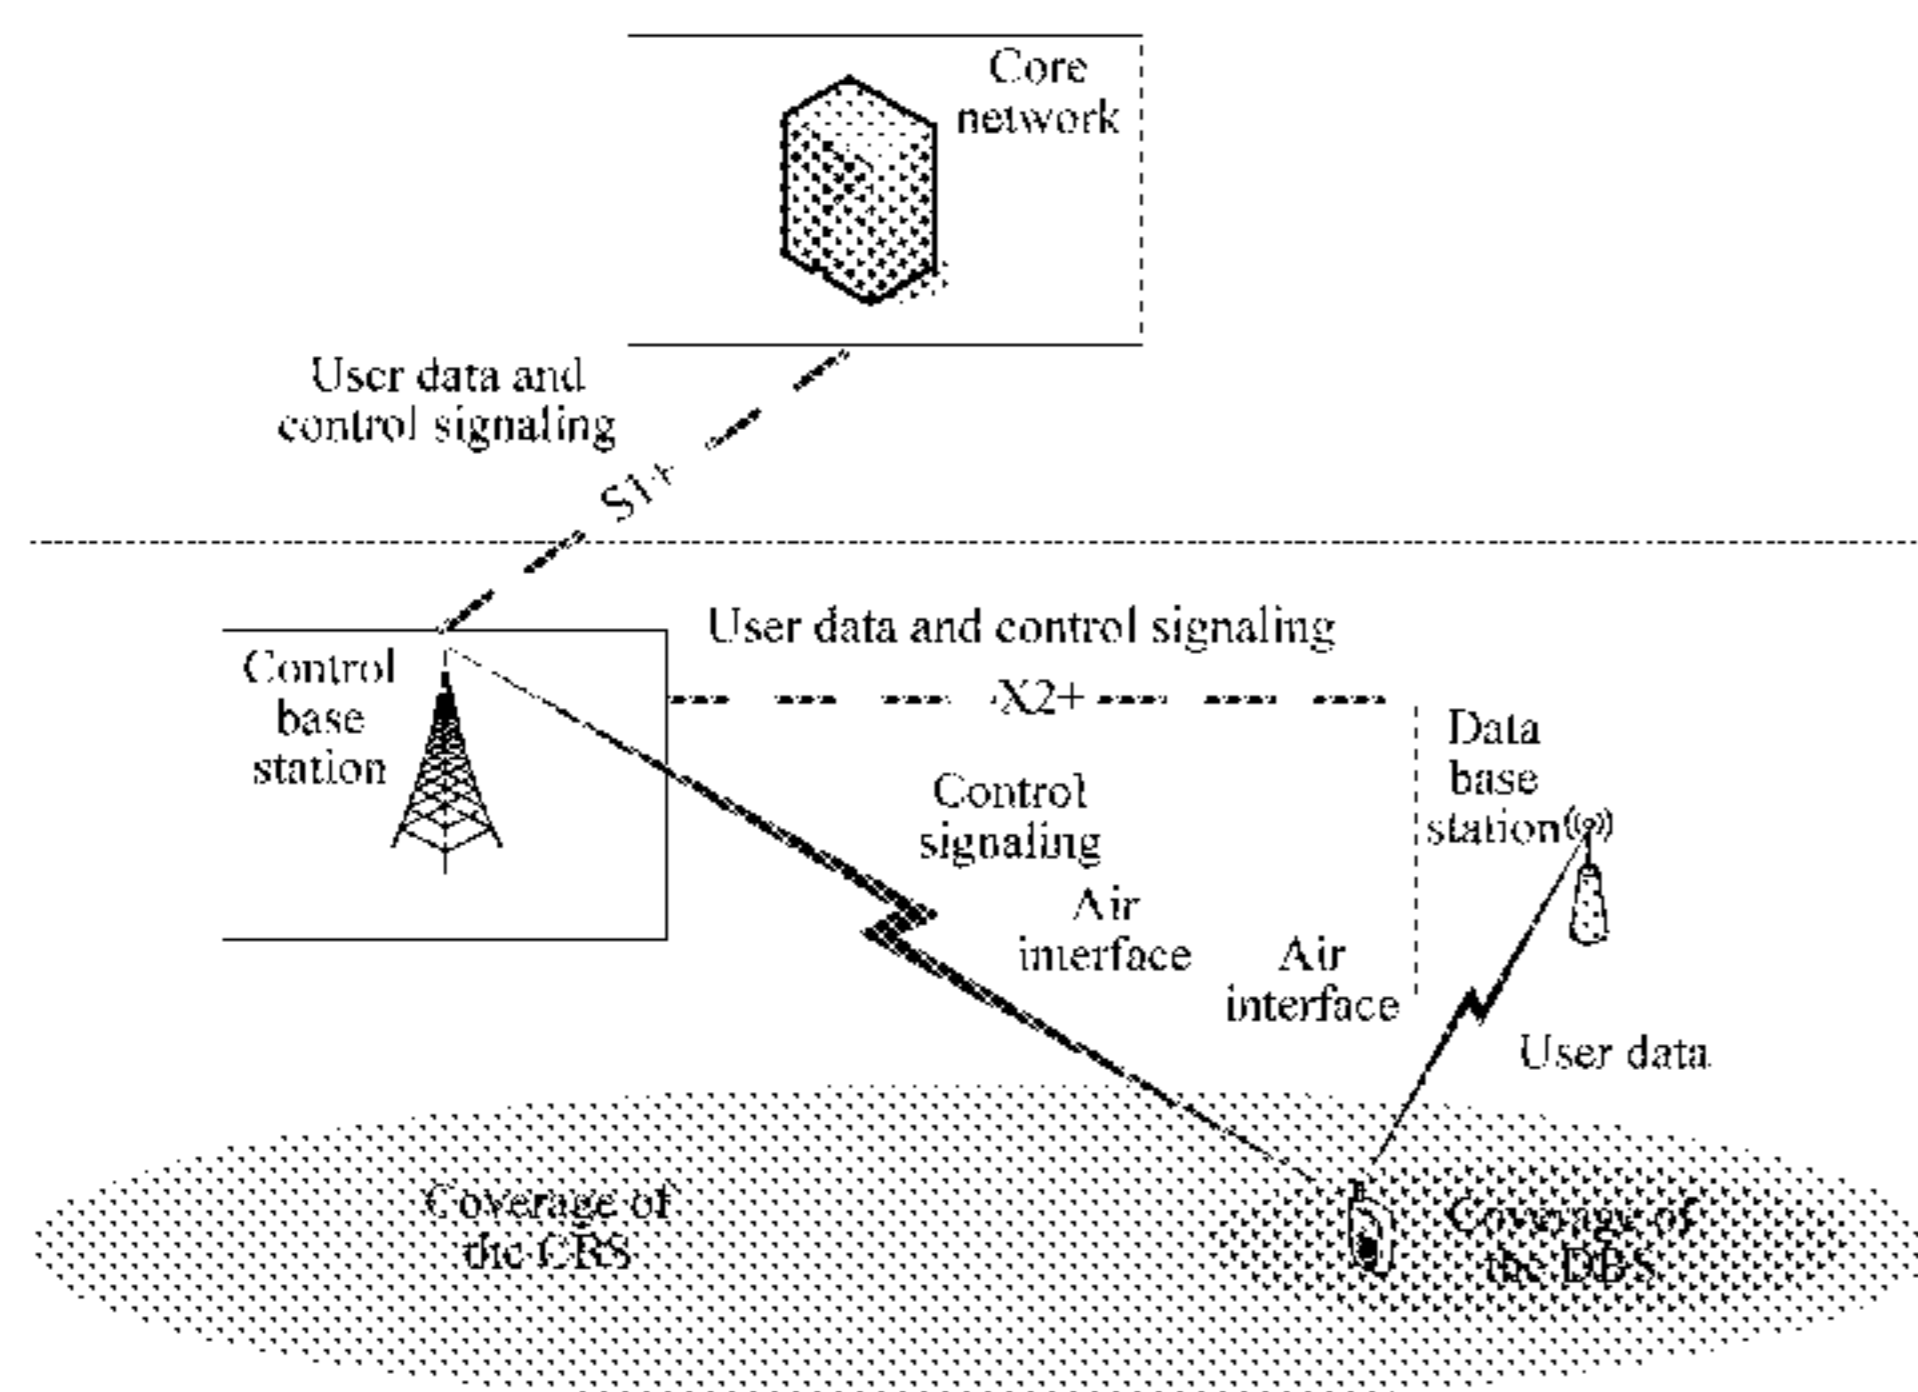 Core
network
User data and
control signaling
S1+
User data and control signaling
X2+
Control
base
station
Data
base
station
Control
signaling
Air
interface
Air
interface
User data
Coverage of
the CBS
Coverage of
the DBS